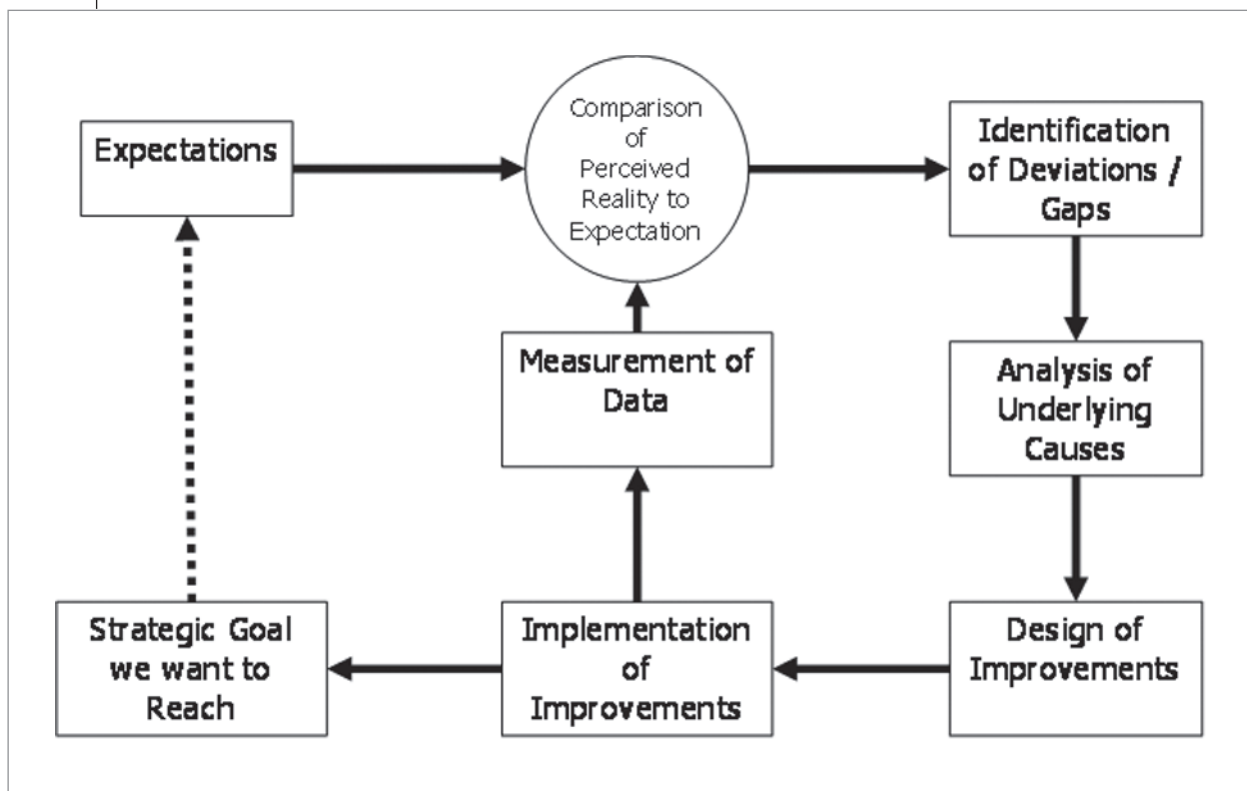 Expectations
Comparison
of
Perceived
Reality to
Expectation
Identification
of Deviations /
Gaps
Measurement of
Data
Analysis of
Underlying
Causes
Strategic Goal
we want to
Reach
Implementation
of
Improvements
Design of
Improvements